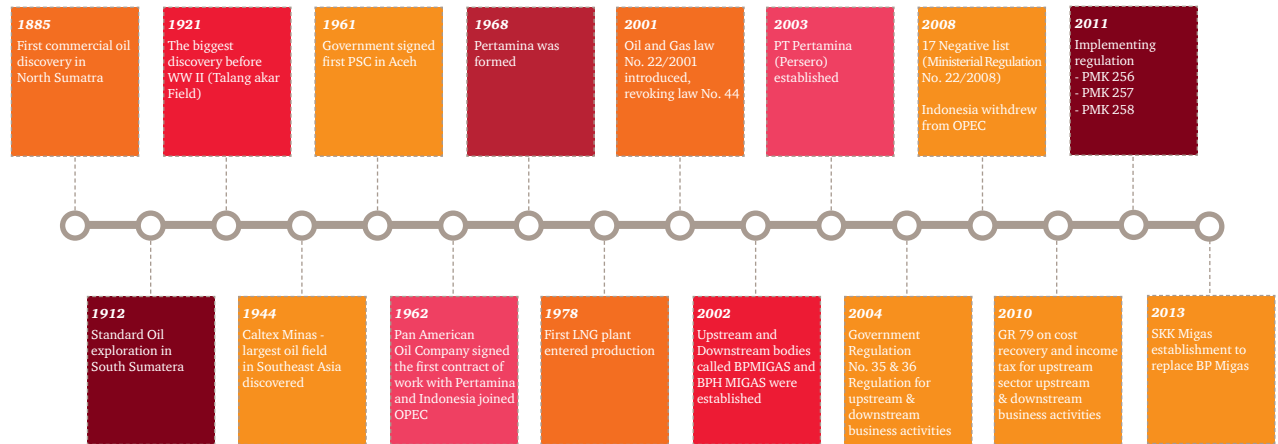 1885
First commercial oil
discovery in
North Sumatra
1921
The biggest
discovery before
WW II (Talang akar
Field)
1961
Government signed
first PSC in Aceh
1968
Pertamina was
formed
2001
Oil and Gas law
No. 22/2001
introduced,
revoking law No. 44
2003
PT Pertamina
(Persero)
established
2008
17 Negative list
(Ministerial Regulation
No. 22/2008)
Indonesia withdrew
from OPEC
2011
Implementing
regulation
- PMK 256
- PMK 257
- PMK 258
1912
Standard Oil
exploration in
South Sumatera
1944
Caltex Minas -
largest oil field
in Southeast Asia
discovered
1962
Pan American
Oil Company signed
the first contract of
work with Pertamina
and Indonesia joined
OPEC
1978
First LNG plant
entered production
2002
Upstream and
Downstream bodies
called BPMIGAS and
BPH MIGAS were
established
2004
Government
Regulation
No. 35 & 36
Regulation for
upstream &
downstream
business activities
2010
GR 79 on cost
recovery and income
tax for upstream
sector upstream
& downstream
business activities
2013
SKK Migas
establishment to
replace BP Migas